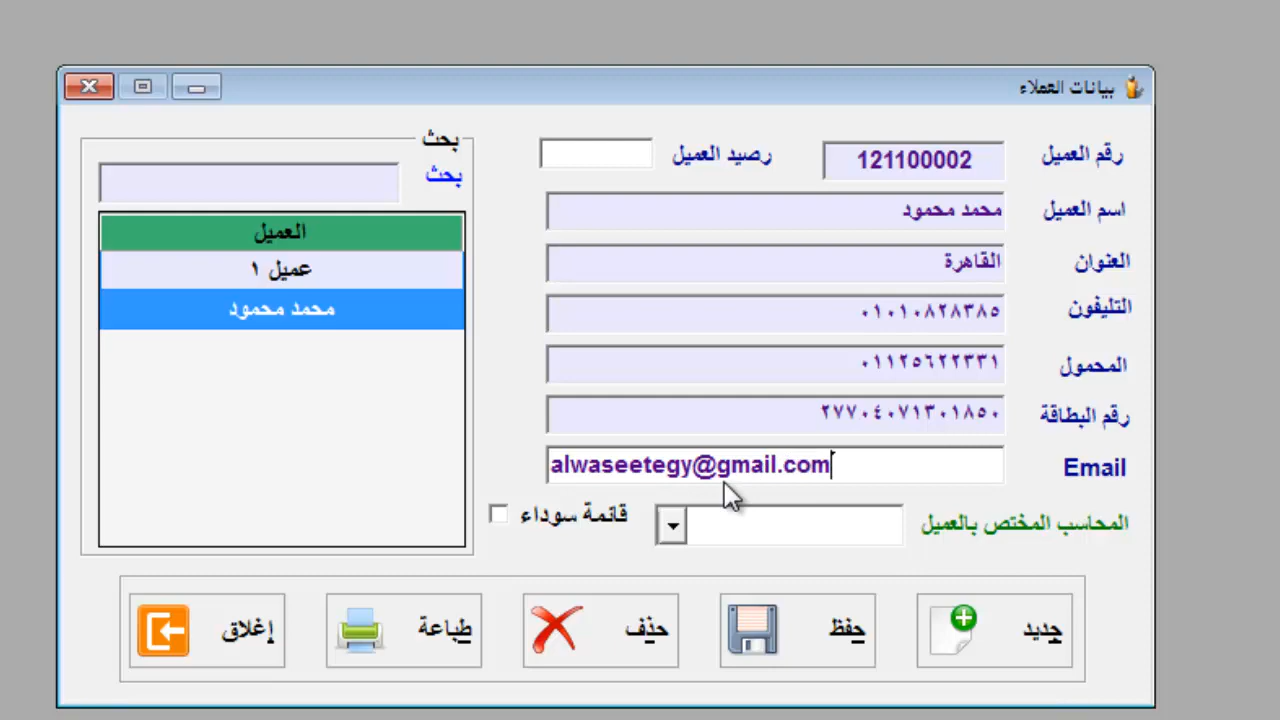 بيانات العملاء
رقم العميل 121100002 رصيد العميل
اسم العميل محمد محمود
العنوان القاهرة
التليفون ٠١٠١٠٨٢٨٣٨٥
المحمول ٠١١٢٥٦٢٢٣٣١
رقم البطاقة ٢٧٧٠٤٠٧١٣٠١٨٥٠
Email alwaseetegy@gmail.com
المحاسب المختص بالعميل قائمة سوداء
بحث
بحث
العميل
عميل ١
محمد محمود
جديد حفظ حذف طباعة إغلاق